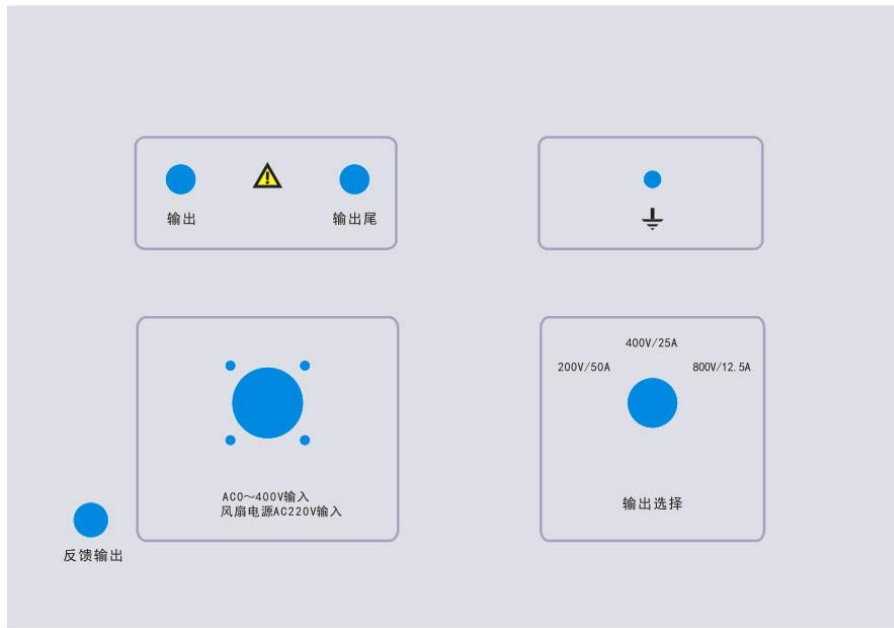 输出
输出尾
400V/25A
200V/50A
800V/12.5A
AC0～400V输入
风扇电源AC220V输入
输出选择
反馈输出